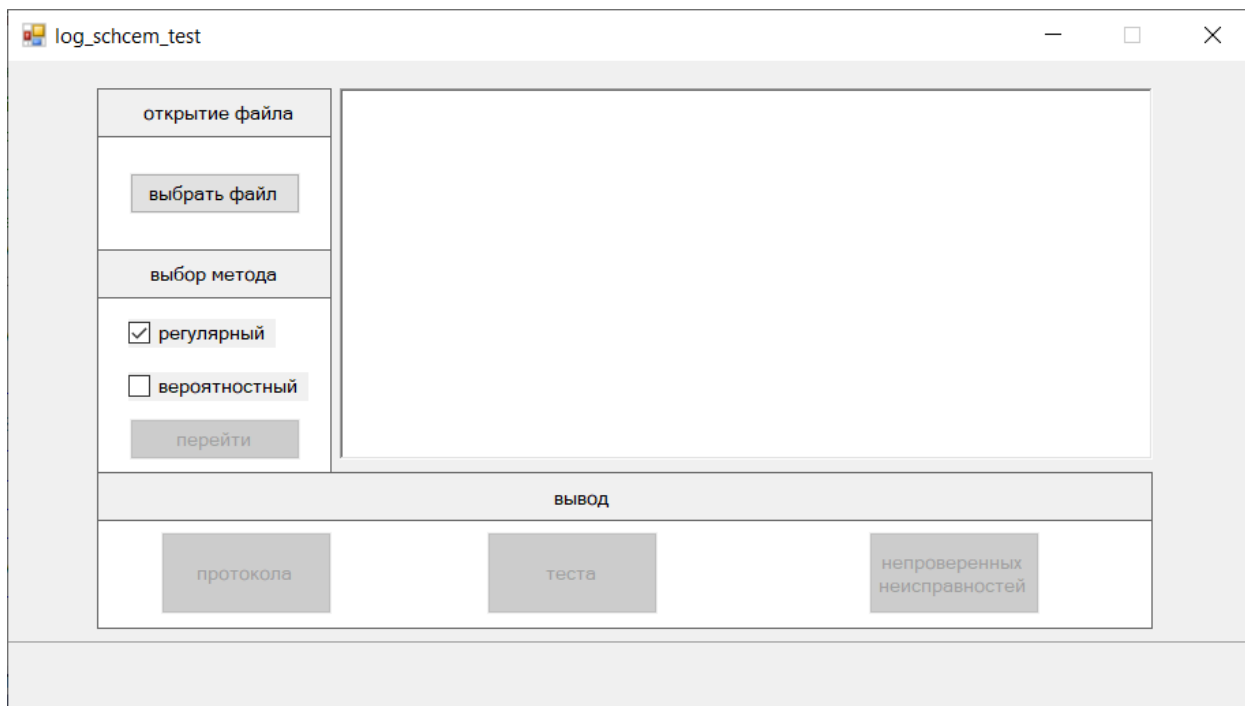 log_schcem_test
открытие файла
выбрать файл
выбор метода
регулярный
вероятностный
перейти
вывод
протокола
теста
непроверенных
неисправностей